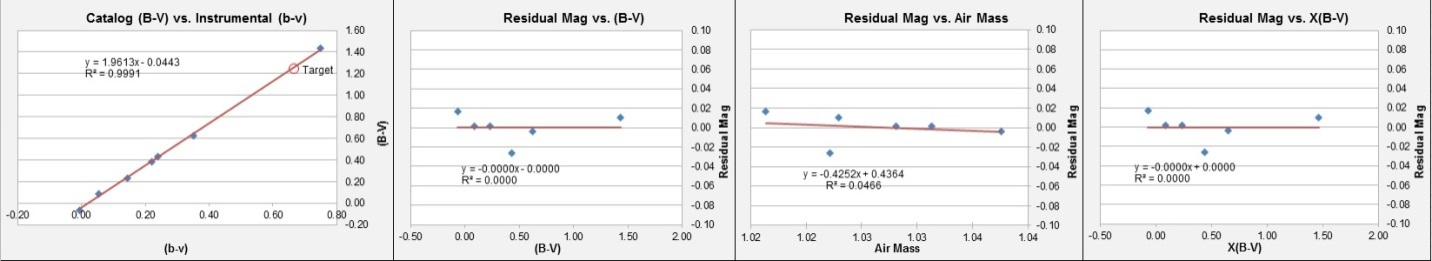 Catalog (B-V) vs. Instrumental (b-v)
1.60
1.40
1.20
1.00
0.80
0.60
0.40
0.20
0.00
-0.20
y = 1.9613x - 0.0443
R² = 0.9991
Target
-0.20 0.00 0.20 0.40 0.60 0.80
(B-V)
(b-v)
Residual Mag vs. (B-V)
0.10
0.08
0.06
0.04
0.02
0.00
-0.02
-0.04
-0.06
-0.08
-0.10
y = -0.0000x - 0.0000
R² = 0.0000
Residual Mag
-0.50 0.00 0.50 1.00 1.50 2.00
(B-V)
Residual Mag vs. Air Mass
0.10
0.08
0.06
0.04
0.02
0.00
-0.02
-0.04
-0.06
-0.08
-0.10
y = -0.4252x + 0.4364
R² = 0.0466
Residual Mag
1.02 1.02 1.03 1.03 1.04 1.04
Air Mass
Residual Mag vs. X(B-V)
0.10
0.08
0.06
0.04
0.02
0.00
-0.02
-0.04
-0.06
-0.08
-0.10
y = -0.0000x + 0.0000
R² = 0.0000
Residual Mag
-0.50 0.00 0.50 1.00 1.50 2.00
X(B-V)